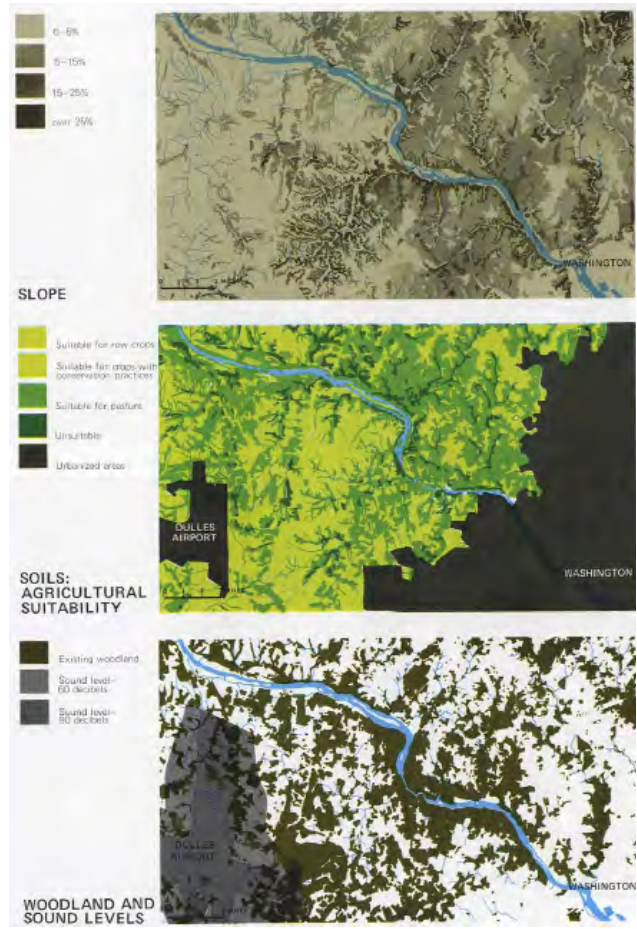 0–5%
5–15%
15–25%
over 25%
WASHINGTON
SLOPE
Suitable for row crops
Suitable for crops with
conservation practices
Suitable for pasture
Unsuitable
Urbanized areas
DULLES
AIRPORT
WASHINGTON
SOILS:
AGRICULTURAL
SUITABILITY
Existing woodland
Sound level–
60 decibels
Sound level–
90 decibels
DULLES
AIRPORT
WASHINGTON
WOODLAND AND
SOUND LEVELS